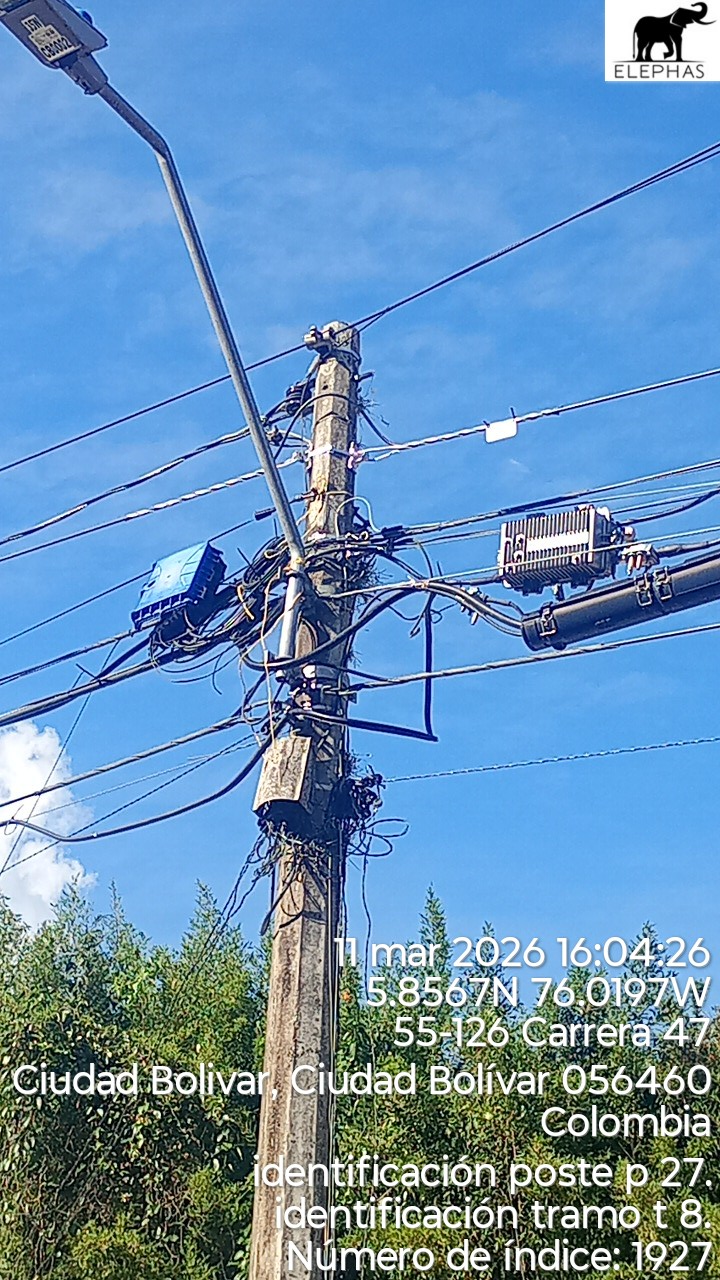 ELEPHAS
CB0002
11 mar 2026 16:04:26
5.8567N 76.0197W
55-126 Carrera 47
Ciudad Bolivar, Ciudad Bolívar 056460
Colombia
identificación poste p 27.
identificación tramo t 8.
Número de índice: 1927